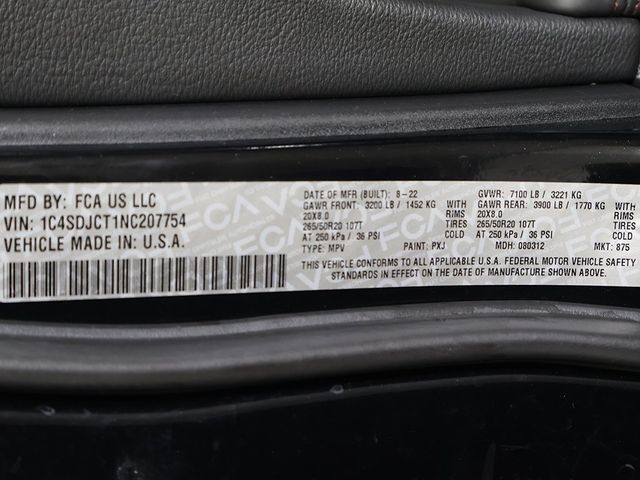 MFD BY: FCA US LLC
VIN: 1C4SDJCT1NC207754
VEHICLE MADE IN: U.S.A.
DATE OF MFR (BUILT): 8-22 GVWR: 7100 LB / 3221 KG
GAWR FRONT: 3200 LB / 1452 KG WITH GAWR REAR: 3900 LB / 1770 KG WITH
20X8.0 RIMS 20X8.0 RIMS
265/50R20 107T TIRES 265/50R20 107T TIRES
AT 250 kPa / 36 PSI COLD AT 250 kPa / 36 PSI COLD
TYPE: MPV PAINT: PXJ MDH: 080312 MKT: 875
THIS VEHICLE CONFORMS TO ALL APPLICABLE U.S.A. FEDERAL MOTOR VEHICLE SAFETY
STANDARDS IN EFFECT ON THE DATE OF MANUFACTURE SHOWN ABOVE.